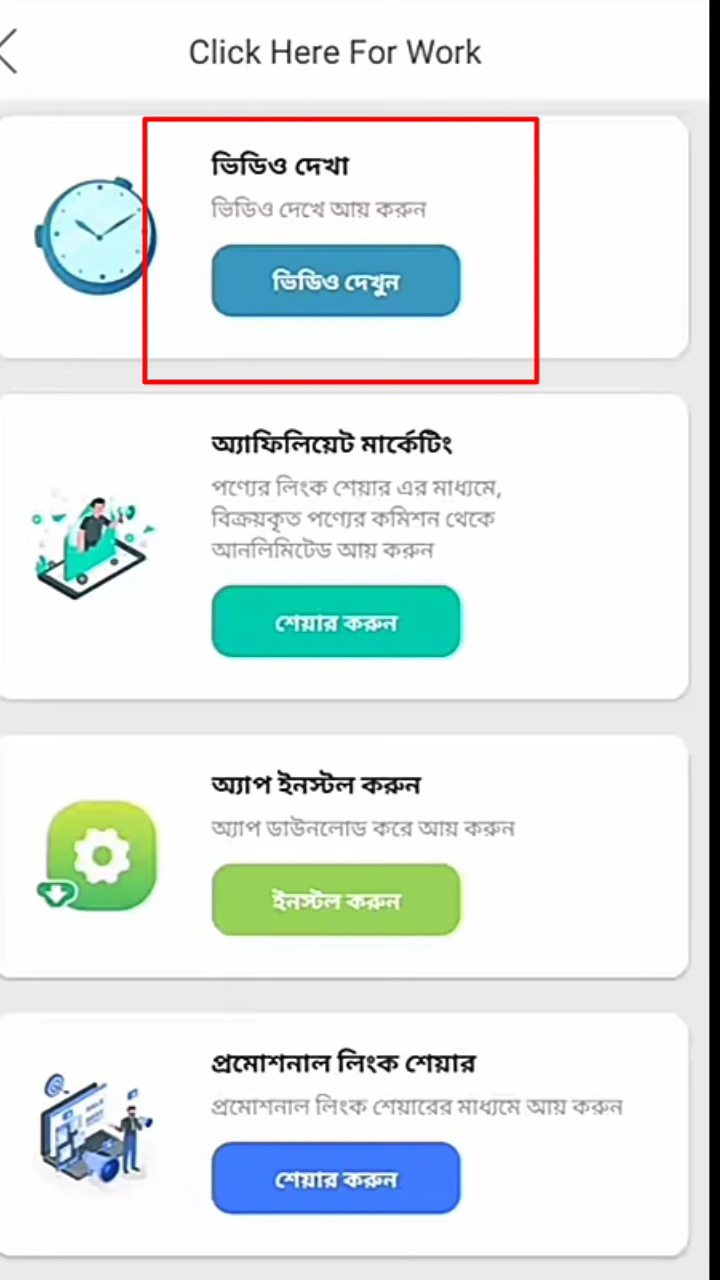 Click Here For Work
ভিডিও দেখা
ভিডিও দেখে আয় করুন
ভিডিও দেখুন
অ্যাফিলিয়েট মার্কেটিং
পণ্যের লিংক শেয়ার এর মাধ্যমে,
বিক্রয়কৃত পণ্যের কমিশন থেকে
আনলিমিটেড আয় করুন
শেয়ার করুন
অ্যাপ ইনস্টল করুন
অ্যাপ ডাউনলোড করে আয় করুন
ইনস্টল করুন
প্রমোশনাল লিংক শেয়ার
প্রমোশনাল লিংক শেয়ারের মাধ্যমে আয় করুন
শেয়ার করুন